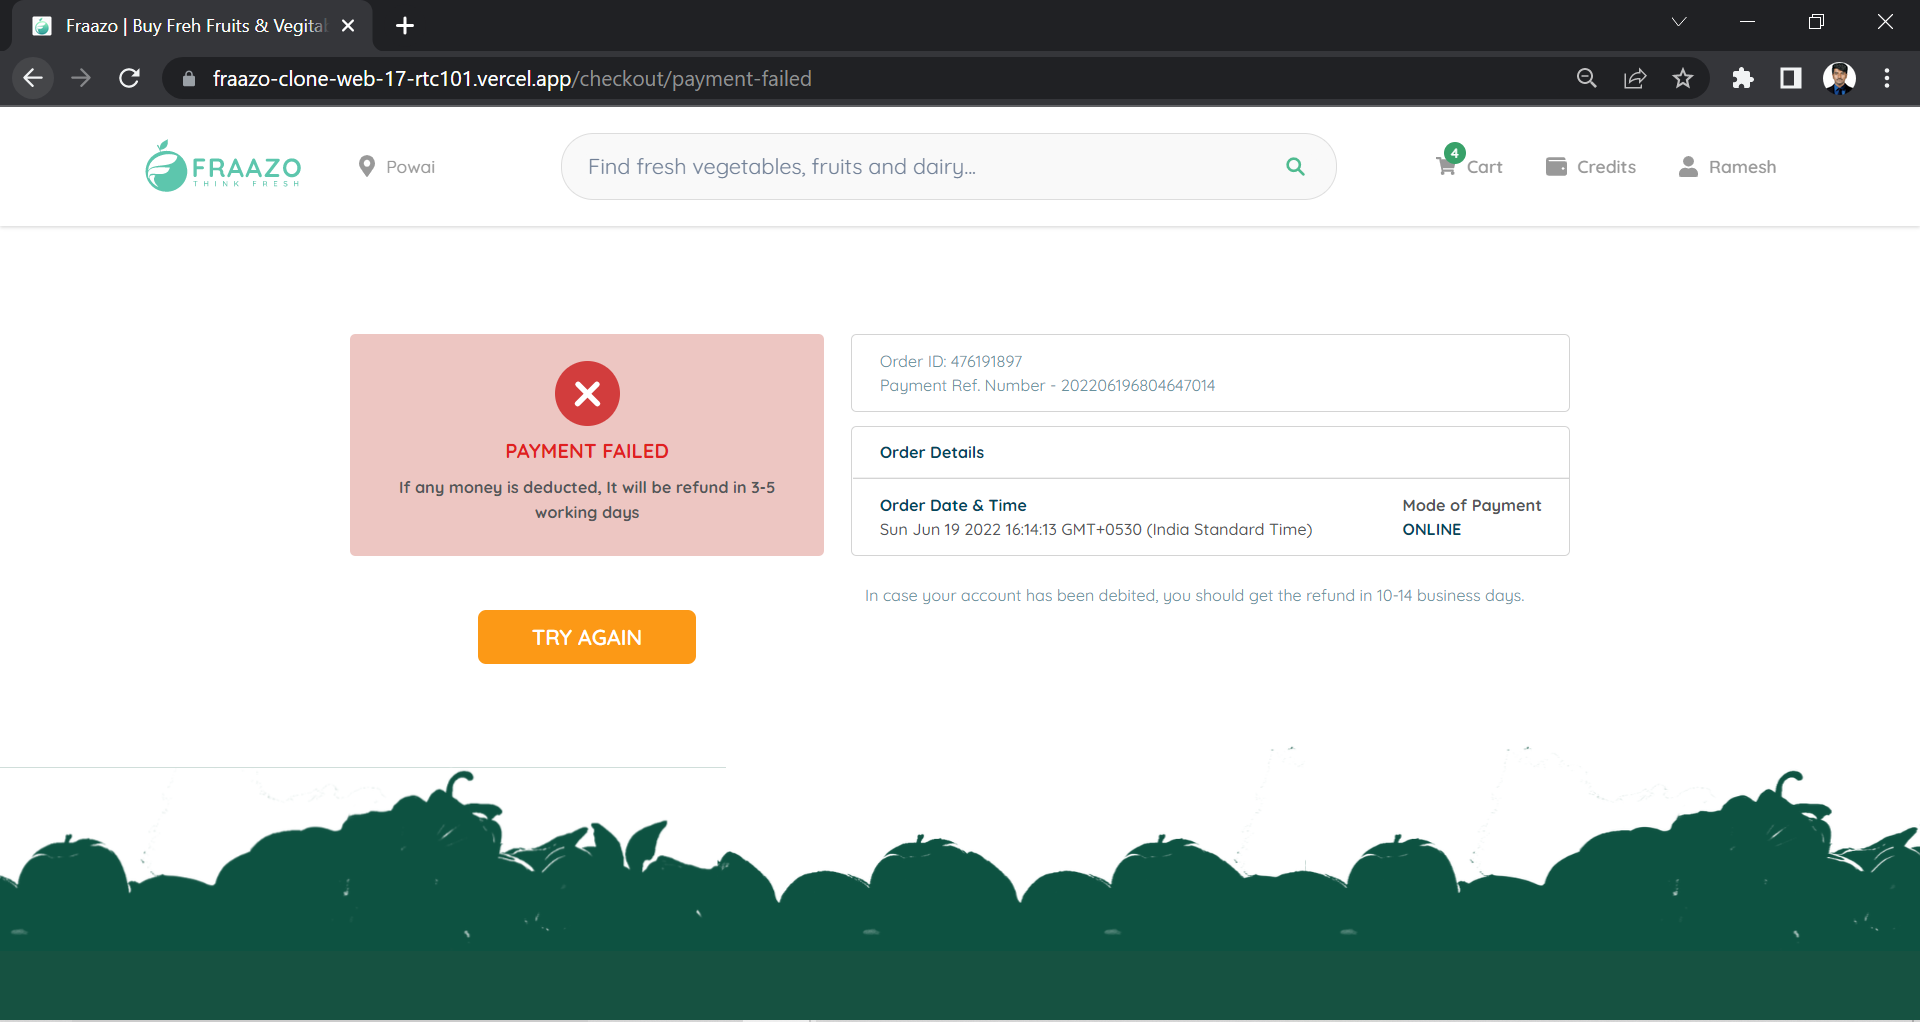 Fraazo | Buy Freh Fruits & Vegital
fraazo-clone-web-17-rtc101.vercel.app/checkout/payment-failed
FRAAZO
THINK FRESH
Powai
Find fresh vegetables, fruits and dairy...
4
Cart
Credits
Ramesh
PAYMENT FAILED
If any money is deducted, It will be refund in 3-5
working days
TRY AGAIN
Order ID: 476191897
Payment Ref. Number - 202206196804647014
Order Details
Order Date & Time
Sun Jun 19 2022 16:14:13 GMT+0530 (India Standard Time)
Mode of Payment
ONLINE
In case your account has been debited, you should get the refund in 10-14 business days.